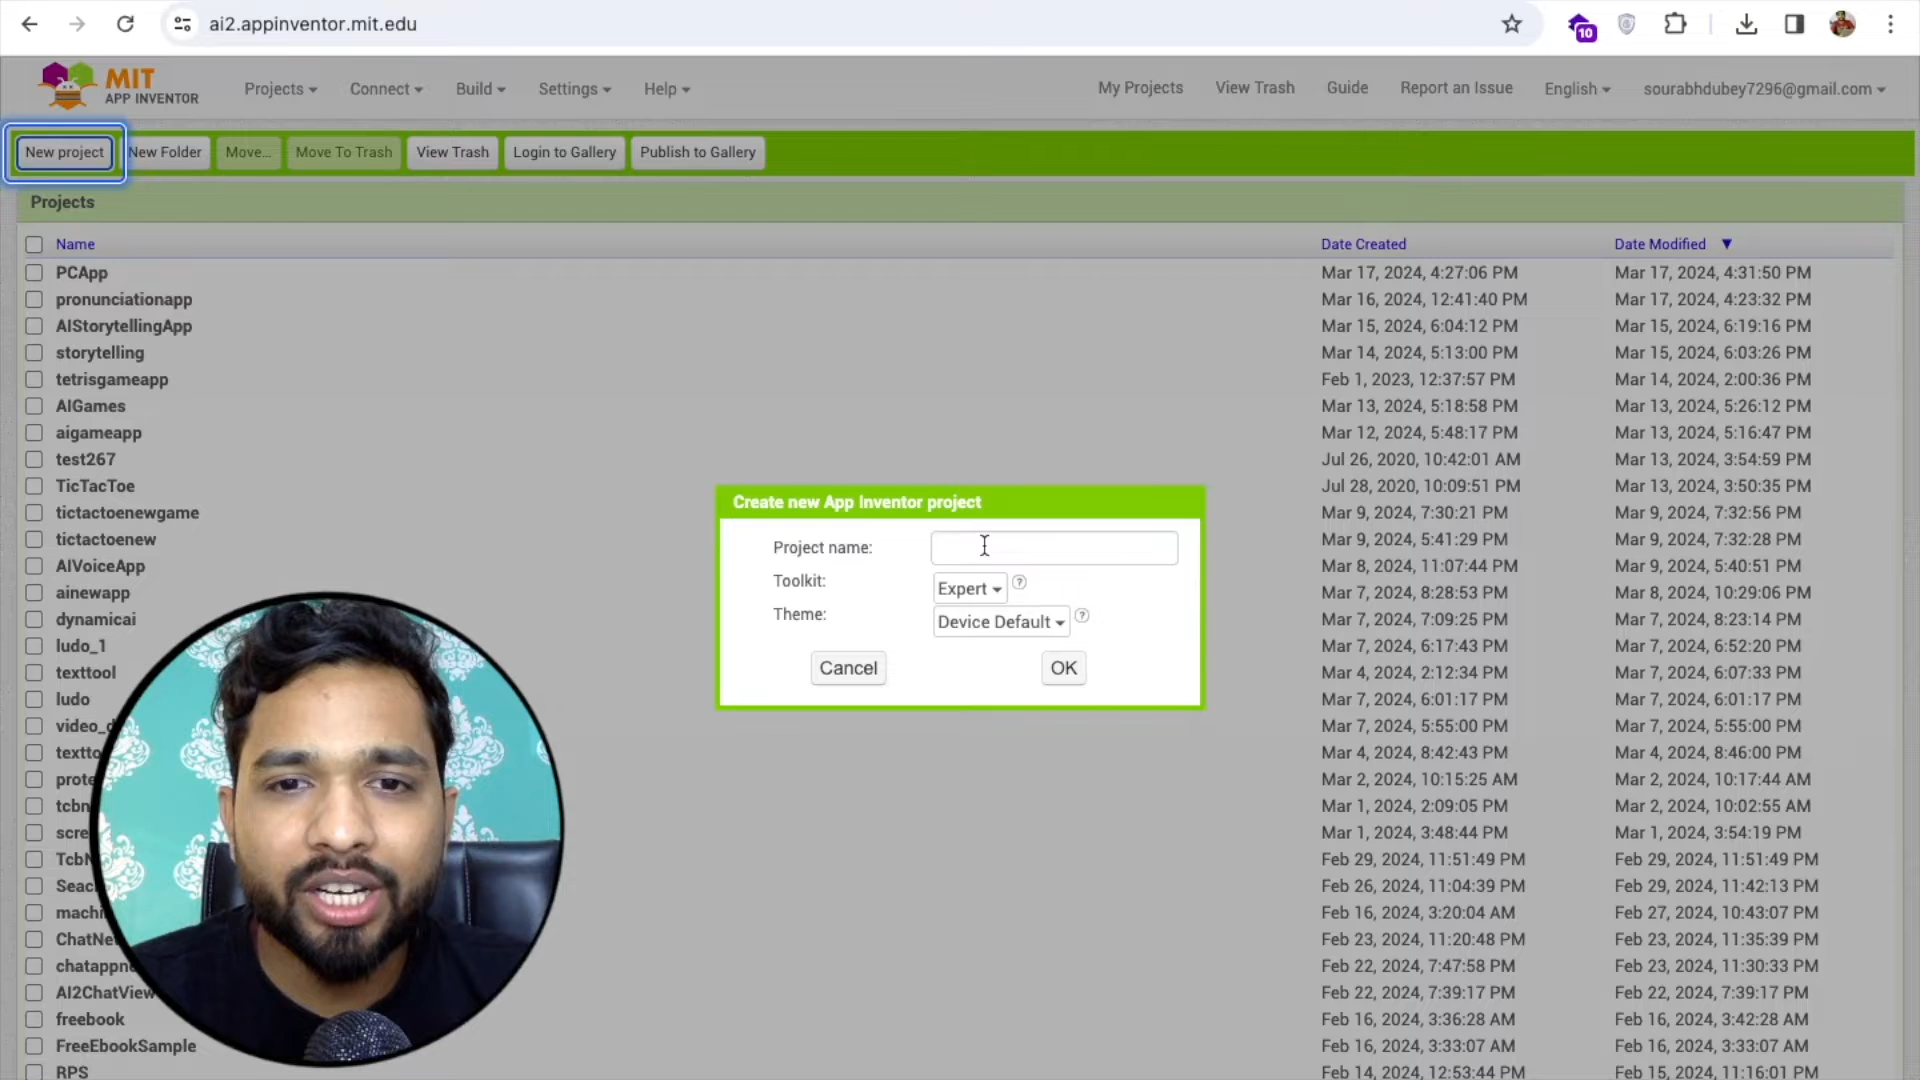 ai2.appinventor.mit.edu
10
MIT
APP INVENTOR
Projects Connect Build Settings Help
My Projects View Trash Guide Report an Issue English sourabhdubey7296@gmail.com
New project New Folder Move... Move To Trash View Trash Login to Gallery Publish to Gallery
Projects
Name Date Created Date Modified ▼
PCApp Mar 17, 2024, 4:27:06 PM Mar 17, 2024, 4:31:50 PM
pronunciationapp Mar 16, 2024, 12:41:40 PM Mar 17, 2024, 4:23:32 PM
AIStorytellingApp Mar 15, 2024, 6:04:12 PM Mar 15, 2024, 6:19:16 PM
storytelling Mar 14, 2024, 5:13:00 PM Mar 15, 2024, 6:03:26 PM
tetrisgameapp Feb 1, 2023, 12:37:57 PM Mar 14, 2024, 2:00:36 PM
AIGames Mar 13, 2024, 5:18:58 PM Mar 13, 2024, 5:26:12 PM
aigameapp Mar 12, 2024, 5:48:17 PM Mar 13, 2024, 5:16:47 PM
test267 Jul 26, 2020, 10:42:01 AM Mar 13, 2024, 3:54:59 PM
TicTacToe Jul 28, 2020, 10:09:51 PM Mar 13, 2024, 3:50:35 PM
tictactoenewgame Mar 9, 2024, 7:30:21 PM Mar 9, 2024, 7:32:56 PM
tictactoenew Mar 9, 2024, 5:41:29 PM Mar 9, 2024, 7:32:28 PM
AIVoiceApp Mar 8, 2024, 11:07:44 PM Mar 9, 2024, 5:40:51 PM
ainewapp Mar 7, 2024, 8:28:53 PM Mar 8, 2024, 10:29:06 PM
dynamicai Mar 7, 2024, 7:09:25 PM Mar 7, 2024, 8:23:14 PM
ludo_1 Mar 7, 2024, 6:17:43 PM Mar 7, 2024, 6:52:20 PM
texttool Mar 4, 2024, 2:12:34 PM Mar 7, 2024, 6:07:33 PM
ludo Mar 7, 2024, 6:01:17 PM Mar 7, 2024, 6:01:17 PM
video_d Mar 7, 2024, 5:55:00 PM Mar 7, 2024, 5:55:00 PM
textto Mar 4, 2024, 8:42:43 PM Mar 4, 2024, 8:46:00 PM
prote Mar 2, 2024, 10:15:25 AM Mar 2, 2024, 10:17:44 AM
tcbn Mar 1, 2024, 2:09:05 PM Mar 2, 2024, 10:02:55 AM
scre Mar 1, 2024, 3:48:44 PM Mar 1, 2024, 3:54:19 PM
TcbN Feb 29, 2024, 11:51:49 PM Feb 29, 2024, 11:51:49 PM
Seac Feb 26, 2024, 11:04:39 PM Feb 29, 2024, 11:42:13 PM
machi Feb 16, 2024, 3:20:04 AM Feb 27, 2024, 10:43:07 PM
ChatNe Feb 23, 2024, 11:20:48 PM Feb 23, 2024, 11:35:39 PM
chatappne Feb 22, 2024, 7:47:58 PM Feb 23, 2024, 11:30:33 PM
AI2ChatView Feb 22, 2024, 7:39:17 PM Feb 22, 2024, 7:39:17 PM
freebook Feb 16, 2024, 3:36:28 AM Feb 16, 2024, 3:42:28 AM
FreeEbookSample Feb 16, 2024, 3:33:07 AM Feb 16, 2024, 3:33:07 AM
RPS Feb 14, 2024, 12:53:44 PM Feb 15, 2024, 11:16:01 PM
Create new App Inventor project
Project name:
Toolkit: Expert ?
Theme: Device Default ?
Cancel OK